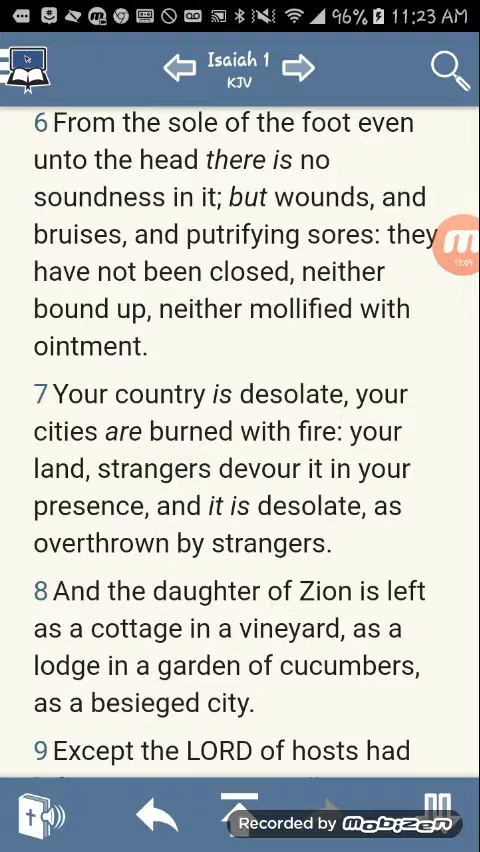 96% 11:23 AM
Isaiah 1
KJV
6 From the sole of the foot even
unto the head there is no
soundness in it; but wounds, and
bruises, and putrifying sores: they
have not been closed, neither
bound up, neither mollified with
ointment.
7 Your country is desolate, your
cities are burned with fire: your
land, strangers devour it in your
presence, and it is desolate, as
overthrown by strangers.
8 And the daughter of Zion is left
as a cottage in a vineyard, as a
lodge in a garden of cucumbers,
as a besieged city.
9 Except the LORD of hosts had
Recorded by mobizen